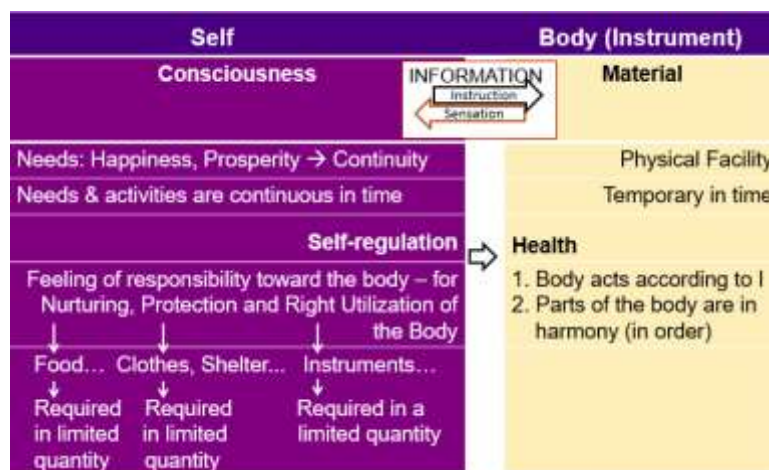 Self Body (Instrument)
Consciousness INFORMATION Material
Instruction
Sensation
Needs: Happiness, Prosperity → Continuity Physical Facility
Needs & activities are continuous in time Temporary in time
Self-regulation Health
Feeling of responsibility toward the body – for
Nurturing, Protection and Right Utilization of
the Body
1. Body acts according to I
2. Parts of the body are in
harmony (in order)
Food… Clothes, Shelter... Instruments…
Required Required Required in a
in limited in limited limited quantity
quantity quantity